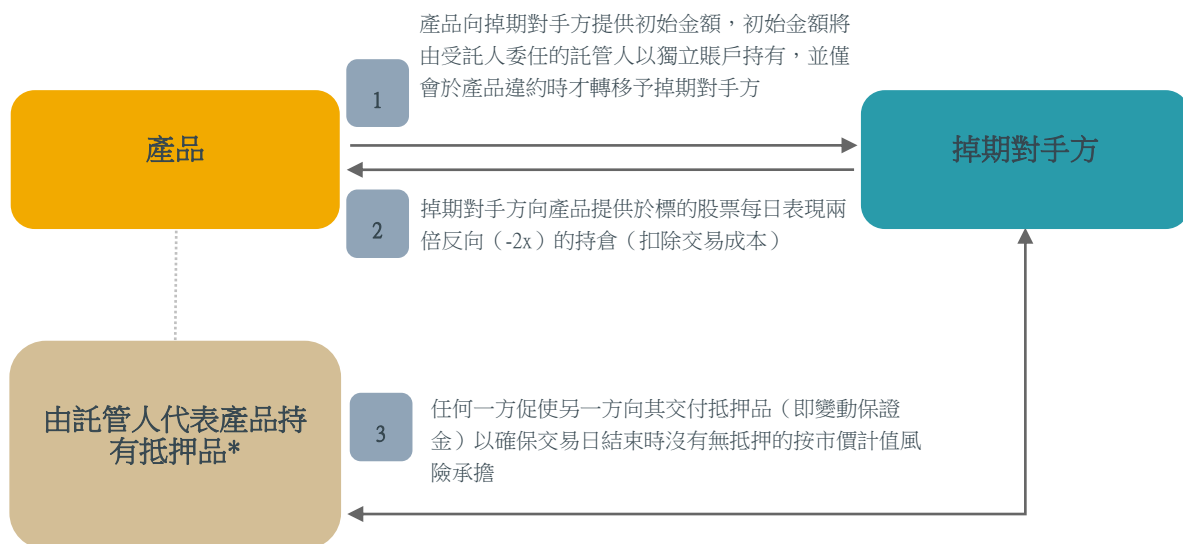 產品向掉期對手方提供初始金額，初始金額將
由受託人委任的託管人以獨立賬戶持有，並僅
會於產品違約時才轉移予掉期對手方
1
產品
掉期對手方
2
掉期對手方向產品提供於標的股票每日表現兩
倍反向（-2x）的持倉（扣除交易成本）
由託管人代表產品持
有抵押品*
3
任何一方促使另一方向其交付抵押品（即變動保證
金）以確保交易日結束時沒有無抵押的按市價計值風
險承擔